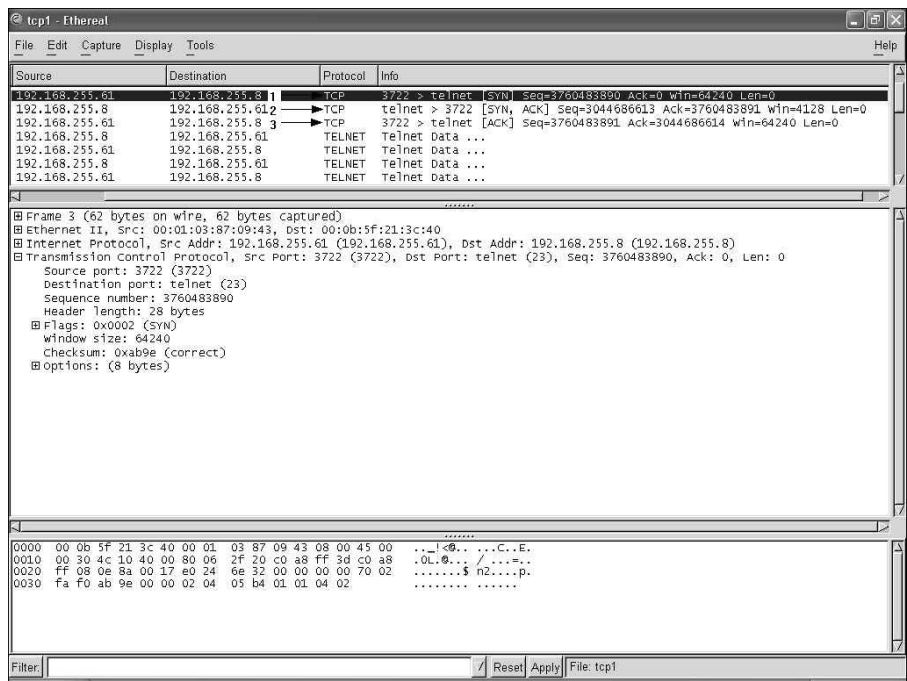 tcp1 - Ethereal
File Edit Capture Display Tools Help
Source Destination Protocol Info
192.168.255.61 192.168.255.8 1 TCP 3722 > telnet [SYN] Seq=3760483890 Ack=0 Win=64240 Len=0
192.168.255.8 192.168.255.61 2 TCP telnet > 3722 [SYN, ACK] Seq=3044686613 Ack=3760483891 Win=4128 Len=0
192.168.255.61 192.168.255.8 3 TCP 3722 > telnet [ACK] Seq=3760483891 Ack=3044686614 Win=64240 Len=0
192.168.255.8 192.168.255.61 TELNET Telnet Data ...
192.168.255.61 192.168.255.8 TELNET Telnet Data ...
192.168.255.8 192.168.255.61 TELNET Telnet Data ...
192.168.255.61 192.168.255.8 TELNET Telnet Data ...
Frame 3 (62 bytes on wire, 62 bytes captured)
Ethernet II, Src: 00:01:03:87:09:43, Dst: 00:0b:5f:21:3c:40
Internet Protocol, Src Addr: 192.168.255.61 (192.168.255.61), Dst Addr: 192.168.255.8 (192.168.255.8)
Transmission Control Protocol, Src Port: 3722 (3722), Dst Port: telnet (23), Seq: 3760483890, Ack: 0, Len: 0
Source port: 3722 (3722)
Destination port: telnet (23)
Sequence number: 3760483890
Header length: 28 bytes
Flags: 0x0002 (SYN)
Window size: 64240
Checksum: 0xab9e (correct)
Options: (8 bytes)
0000 00 0b 5f 21 3c 40 00 01 03 87 09 43 08 00 45 00 .._!<@.. ...C..E.
0010 00 30 4c 10 40 00 80 06 2f 20 c0 a8 ff 3d c0 a8 .0L.@... / ...=..
0020 ff 08 0e 8a 00 17 e0 24 6e 32 00 00 00 00 70 02 .......$ n2....p.
0030 fa f0 ab 9e 00 00 02 04 05 b4 01 01 04 02 ........ ......
Filter: / Reset Apply File: tcp1